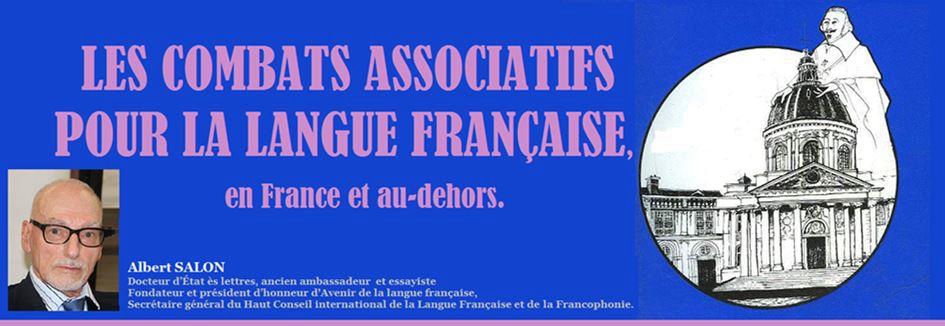 LES COMBATS ASSOCIATIFS
POUR LA LANGUE FRANÇAISE,
en France et au-dehors.
Albert SALON
Docteur d'État ès lettres, ancien ambassadeur et essayiste
Fondateur et président d'honneur d'Avenir de la langue française,
Secrétaire général du Haut Conseil international de la Langue Française et de la Francophonie.